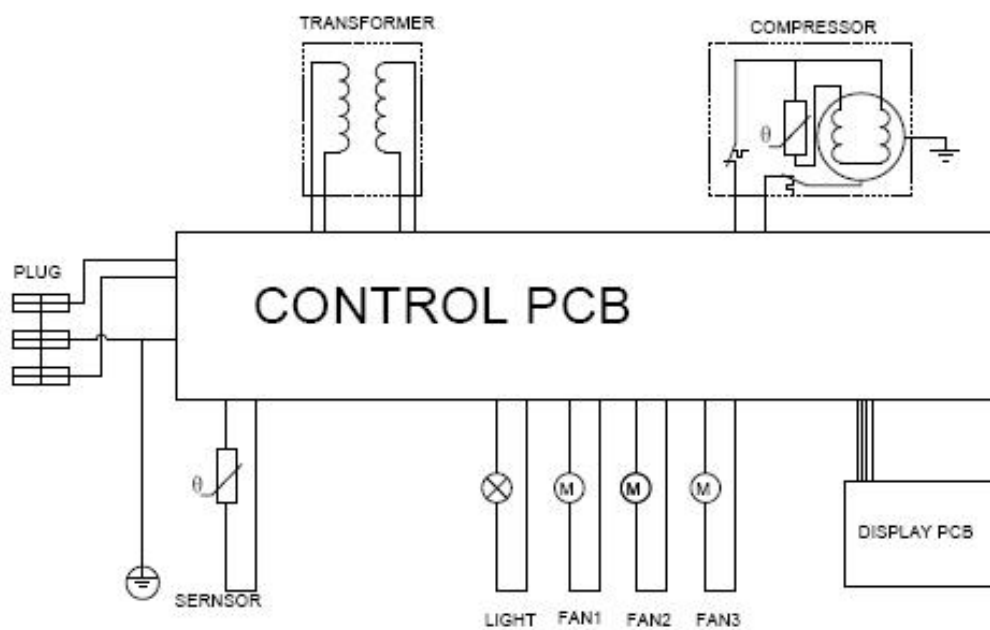 TRANSFORMER
COMPRESSOR
θ
PLUG
CONTROL PCB
θ
M
M
M
DISPLAY PCB
SERNSOR
LIGHT
FAN1
FAN2
FAN3